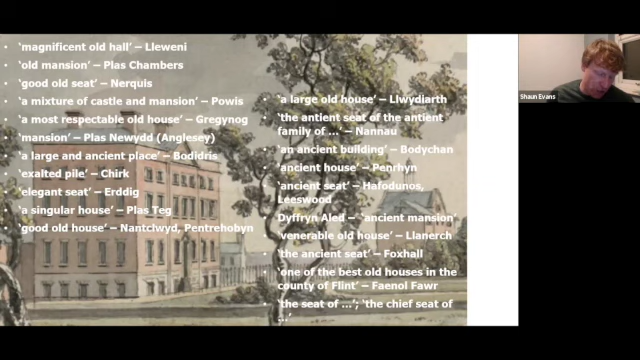 • ‘magnificent old hall’ – Lleweni
• ‘old mansion’ – Plas Chambers
‘good old seat’ – Nerquis
• ‘a mixture of castle and mansion’ – Powis
• ‘a most respectable old house’ – Gregynog
• ‘mansion’ – Plas Newydd (Anglesey)
• ‘a large and ancient place’ – Bodidris
• ‘exalted pile’ – Chirk
• ‘elegant seat’ – Erddig
• ‘a singular house’ – Plas Teg
• ‘good old house’ – Nantclwyd, Pentrehobyn
• ‘a large old house’ – Llwydiarth
• ‘the antient seat of the antient
family of …’ – Nannau
• ‘an ancient building’ – Bodychan
• ‘ancient house’ – Penrhyn
• ‘ancient seat’ – Hafodunos,
Leeswood
Dyffryn Aled – ‘ancient mansion’
• ‘venerable old house’ – Llanerch
• ‘the ancient seat’ – Foxhall
• ‘one of the best old houses in the
county of Flint’ – Faenol Fawr
• ‘the seat of …’; ‘the chief seat of
…’
Shaun Evans